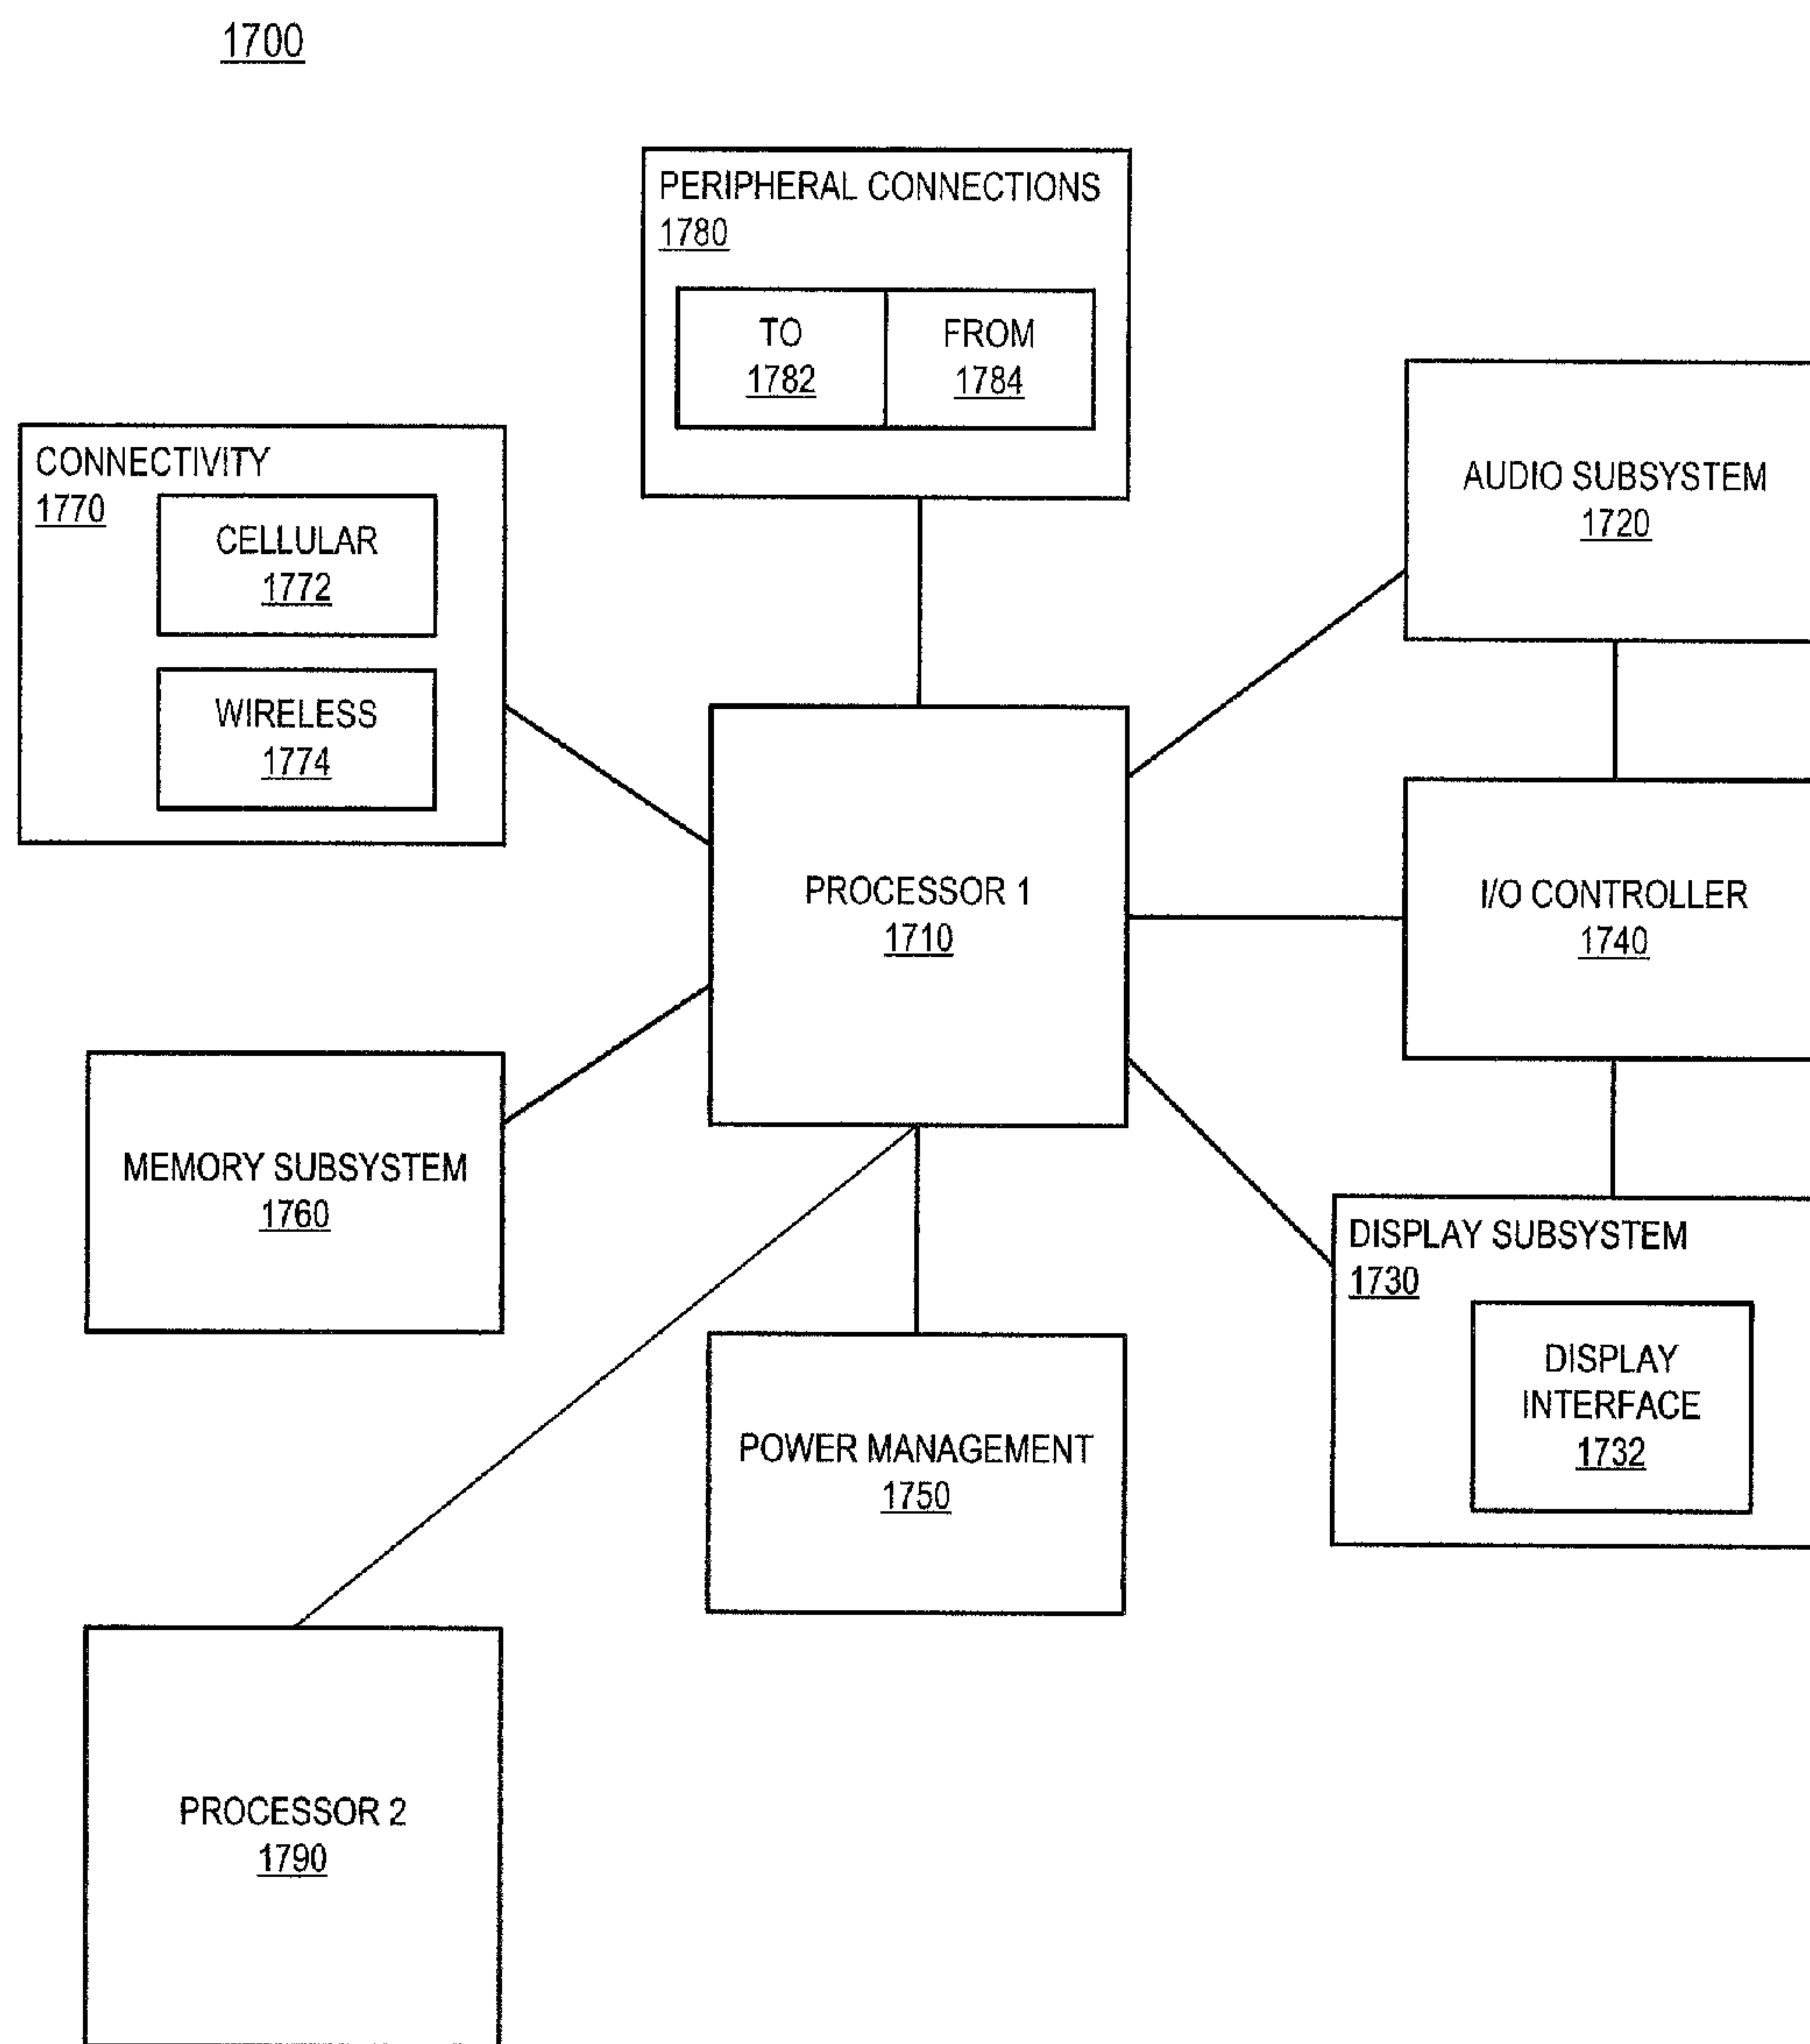 1700
PERIPHERAL CONNECTIONS
1780
TO
1782
FROM
1784
CONNECTIVITY
1770
CELLULAR
1772
WIRELESS
1774
AUDIO SUBSYSTEM
1720
PROCESSOR 1
1710
I/O CONTROLLER
1740
MEMORY SUBSYSTEM
1760
DISPLAY SUBSYSTEM
1730
DISPLAY
INTERFACE
1732
POWER MANAGEMENT
1750
PROCESSOR 2
1790